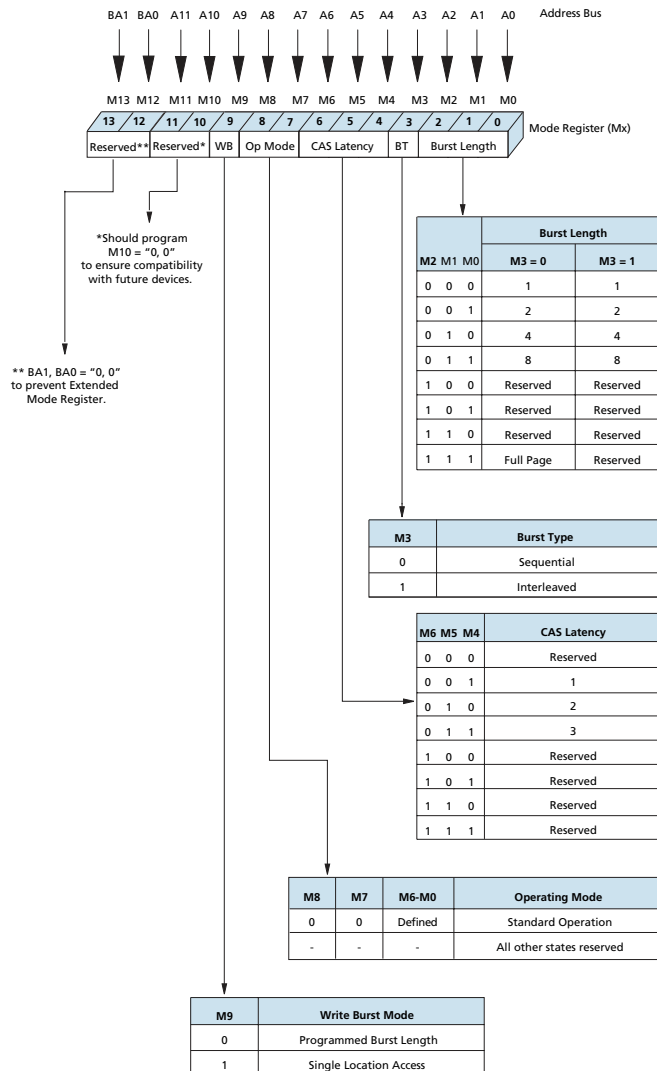 BA1 BA0 A11 A10 A9 A8 A7 A6 A5 A4 A3 A2 A1 A0 Address Bus
M13 M12 M11 M10 M9 M8 M7 M6 M5 M4 M3 M2 M1 M0
13 12 11 10 9 8 7 6 5 4 3 2 1 0 Mode Register (Mx)
Reserved** Reserved* WB Op Mode CAS Latency BT Burst Length
*Should program
M10 = “0, 0”
to ensure compatibility
with future devices.
** BA1, BA0 = “0, 0”
to prevent Extended
Mode Register.
Burst Length
M2 M1 M0 M3 = 0 M3 = 1
0 0 0 1 1
0 0 1 2 2
0 1 0 4 4
0 1 1 8 8
1 0 0 Reserved Reserved
1 0 1 Reserved Reserved
1 1 0 Reserved Reserved
1 1 1 Full Page Reserved
M3 Burst Type
0 Sequential
1 Interleaved
M6 M5 M4 CAS Latency
0 0 0 Reserved
0 0 1 1
0 1 0 2
0 1 1 3
1 0 0 Reserved
1 0 1 Reserved
1 1 0 Reserved
1 1 1 Reserved
M8 M7 M6-M0 Operating Mode
0 0 Defined Standard Operation
- - - All other states reserved
M9 Write Burst Mode
0 Programmed Burst Length
1 Single Location Access